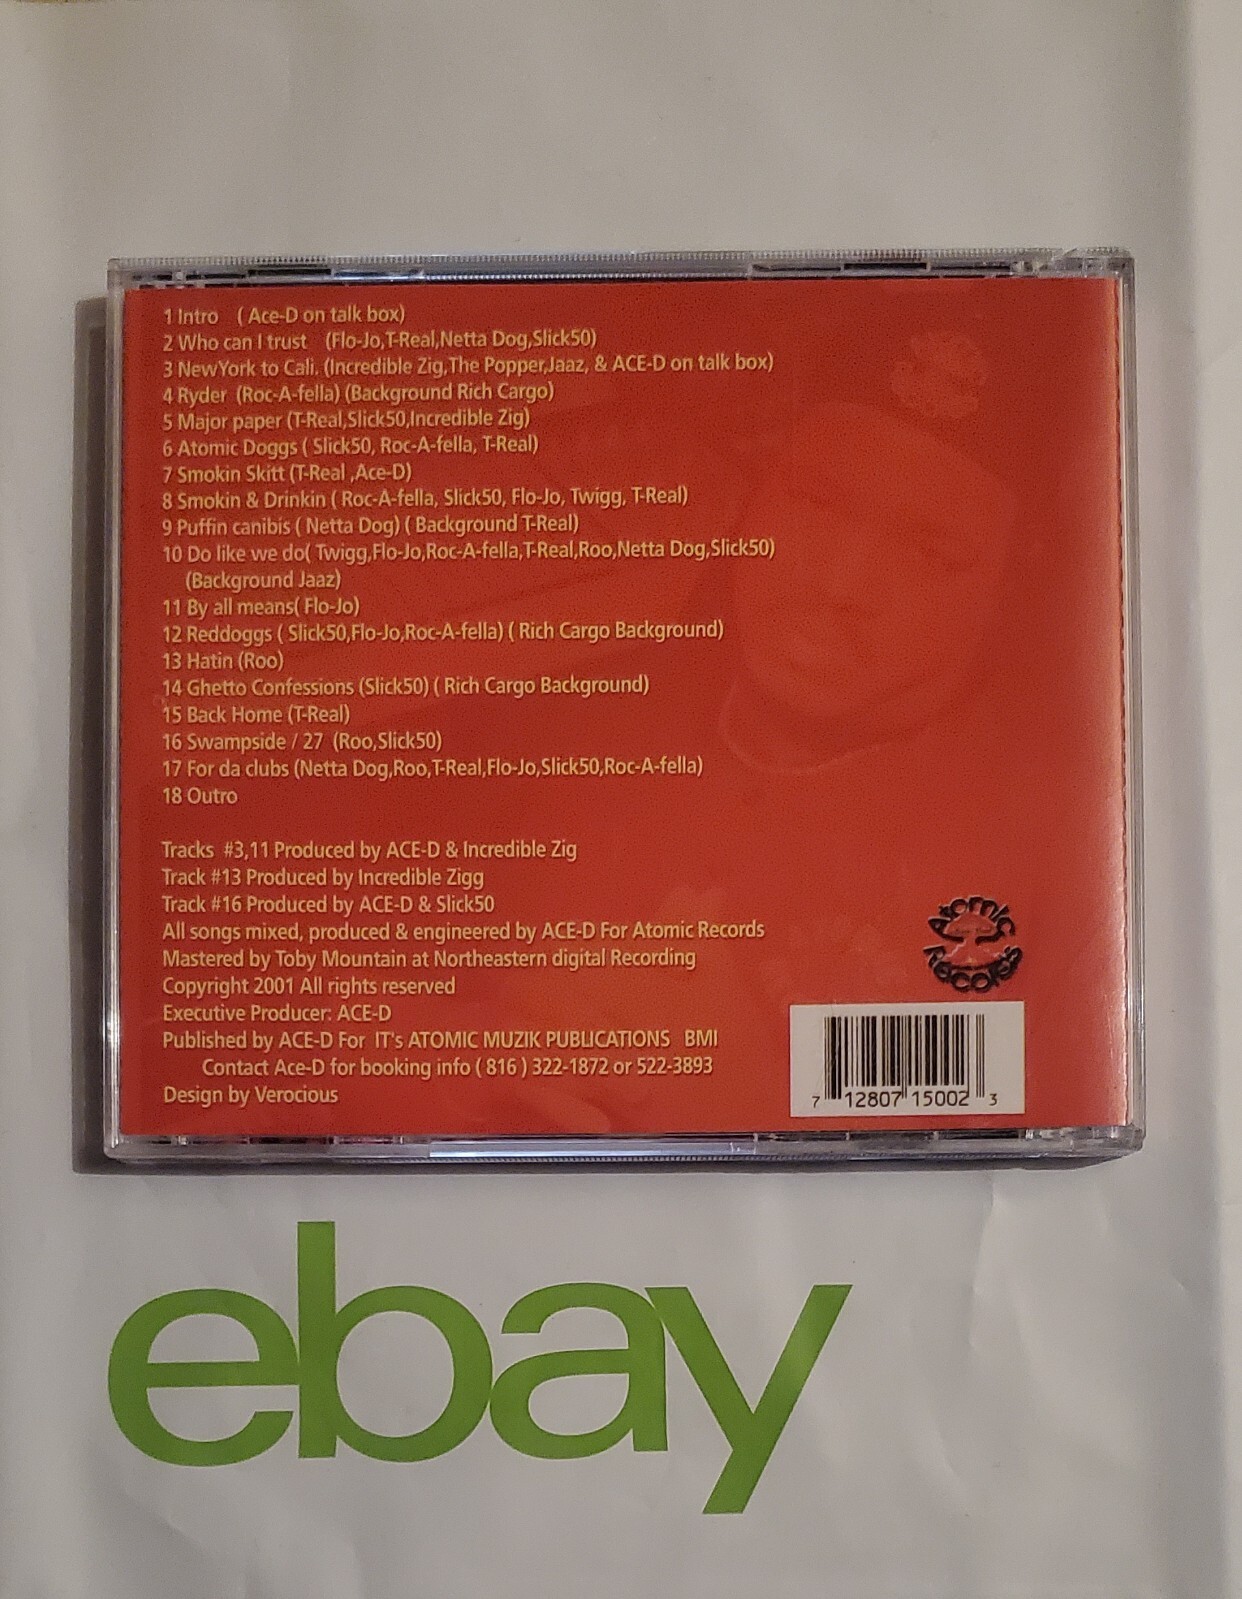 1 Intro ( Ace-D on talk box)
2 Who can I trust (Flo-Jo,T-Real,Netta Dog,Slick50)
3 NewYork to Cali. (Incredible Zig,The Popper,Jaaz, & ACE-D on talk box)
4 Ryder (Roc-A-fella) (Background Rich Cargo)
5 Major paper (T-Real,Slick50,Incredible Zig)
6 Atomic Doggs ( Slick50, Roc-A-fella, T-Real)
7 Smokin Skitt (T-Real ,Ace-D)
8 Smokin & Drinkin ( Roc-A-fella, Slick50, Flo-Jo, Twigg, T-Real)
9 Puffin canibis ( Netta Dog) ( Background T-Real)
10 Do like we do( Twigg,Flo-Jo,Roc-A-fella,T-Real,Roo,Netta Dog,Slick50)
(Background Jaaz)
11 By all means( Flo-Jo)
12 Reddoggs ( Slick50,Flo-Jo,Roc-A-fella) ( Rich Cargo Background)
13 Hatin (Roo)
14 Ghetto Confessions (Slick50) ( Rich Cargo Background)
15 Back Home (T-Real)
16 Swampside / 27 (Roo,Slick50)
17 For da clubs (Netta Dog,Roo,T-Real,Flo-Jo,Slick50,Roc-A-fella)
18 Outro
Tracks #3,11 Produced by ACE-D & Incredible Zig
Track #13 Produced by Incredible Zigg
Track #16 Produced by ACE-D & Slick50
All songs mixed, produced & engineered by ACE-D For Atomic Records
Mastered by Toby Mountain at Northeastern digital Recording
Copyright 2001 All rights reserved
Executive Producer: ACE-D
Published by ACE-D For IT's ATOMIC MUZIK PUBLICATIONS BMI
Contact Ace-D for booking info ( 816 ) 322-1872 or 522-3893
Design by Verocious
Atomic
Records
7 12807 15002 3
ebay